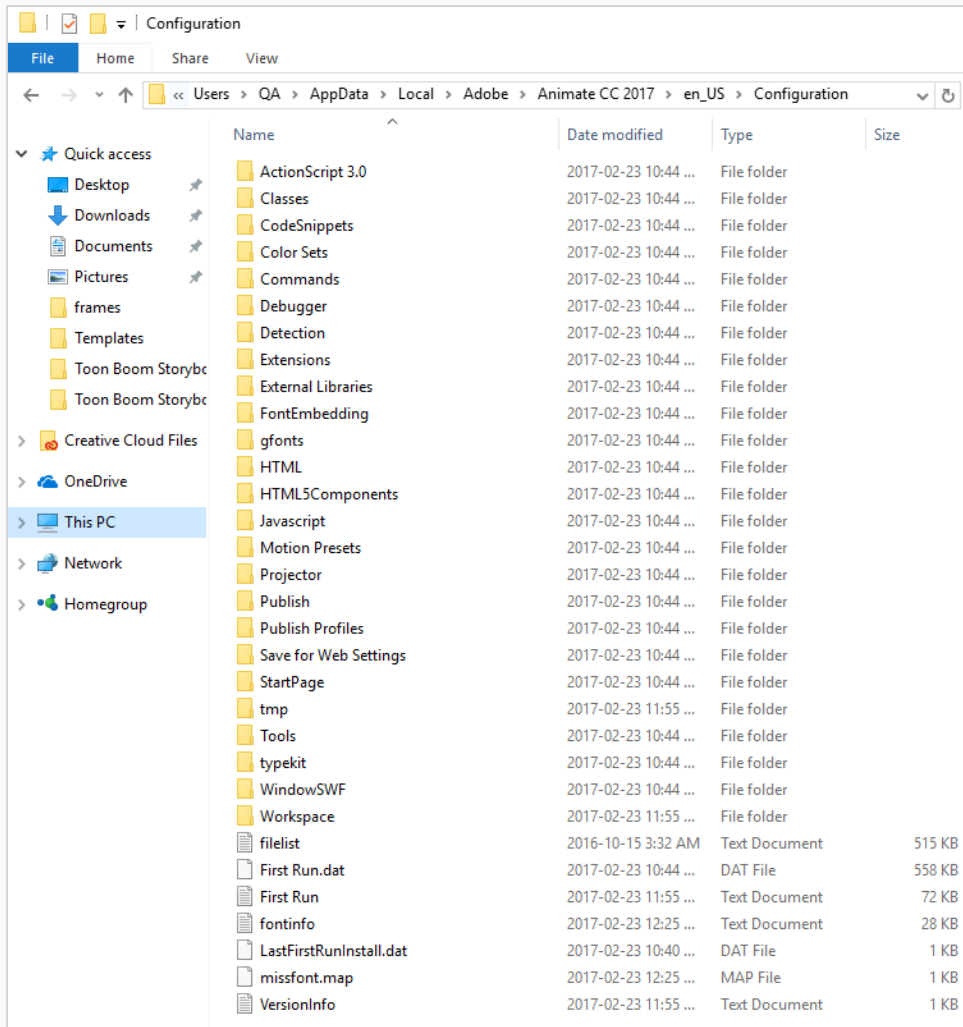 Configuration
File Home Share View
« Users > QA > AppData > Local > Adobe > Animate CC 2017 > en_US > Configuration
Name Date modified Type Size
Quick access
Desktop
Downloads
Documents
Pictures
frames
Templates
Toon Boom Storybc
Toon Boom Storybc
Creative Cloud Files
OneDrive
This PC
Network
Homegroup
ActionScript 3.0 2017-02-23 10:44 ... File folder
Classes 2017-02-23 10:44 ... File folder
CodeSnippets 2017-02-23 10:44 ... File folder
Color Sets 2017-02-23 10:44 ... File folder
Commands 2017-02-23 10:44 ... File folder
Debugger 2017-02-23 10:44 ... File folder
Detection 2017-02-23 10:44 ... File folder
Extensions 2017-02-23 10:44 ... File folder
External Libraries 2017-02-23 10:44 ... File folder
FontEmbedding 2017-02-23 10:44 ... File folder
gfonts 2017-02-23 10:44 ... File folder
HTML 2017-02-23 10:44 ... File folder
HTML5Components 2017-02-23 10:44 ... File folder
Javascript 2017-02-23 10:44 ... File folder
Motion Presets 2017-02-23 10:44 ... File folder
Projector 2017-02-23 10:44 ... File folder
Publish 2017-02-23 10:44 ... File folder
Publish Profiles 2017-02-23 10:44 ... File folder
Save for Web Settings 2017-02-23 10:44 ... File folder
StartPage 2017-02-23 10:44 ... File folder
tmp 2017-02-23 11:55 ... File folder
Tools 2017-02-23 10:44 ... File folder
typekit 2017-02-23 10:44 ... File folder
WindowSWF 2017-02-23 10:44 ... File folder
Workspace 2017-02-23 11:55 ... File folder
filelist 2016-10-15 3:32 AM Text Document 515 KB
First Run.dat 2017-02-23 10:44 ... DAT File 558 KB
First Run 2017-02-23 11:55 ... Text Document 72 KB
fontinfo 2017-02-23 12:25 ... Text Document 28 KB
LastFirstRunInstall.dat 2017-02-23 10:40 ... DAT File 1 KB
missfont.map 2017-02-23 12:25 ... MAP File 1 KB
VersionInfo 2017-02-23 11:55 ... Text Document 1 KB